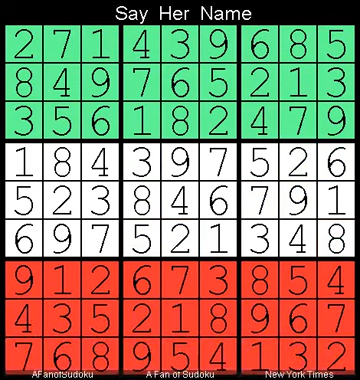 Say Her Name
2 7 1 4 3 9 6 8 5
8 4 9 7 6 5 2 1 3
3 5 6 1 8 2 4 7 9
1 8 4 3 9 7 5 2 6
5 2 3 8 4 6 7 9 1
6 9 7 5 2 1 3 4 8
9 1 2 6 7 3 8 5 4
4 3 5 2 1 8 9 6 7
7 6 8 9 5 4 1 3 2
AFanofSudoku A Fan of Sudoku New York Times